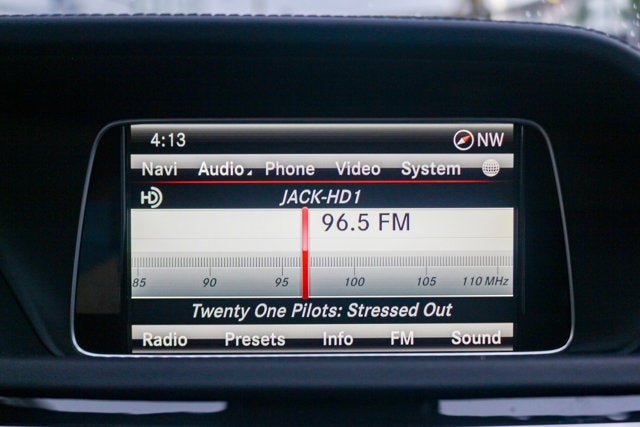 4:13 NW
Navi Audio Phone Video System
HD JACK-HD1
96.5 FM
85 90 95 100 105 110 MHz
Twenty One Pilots: Stressed Out
Radio Presets Info FM Sound